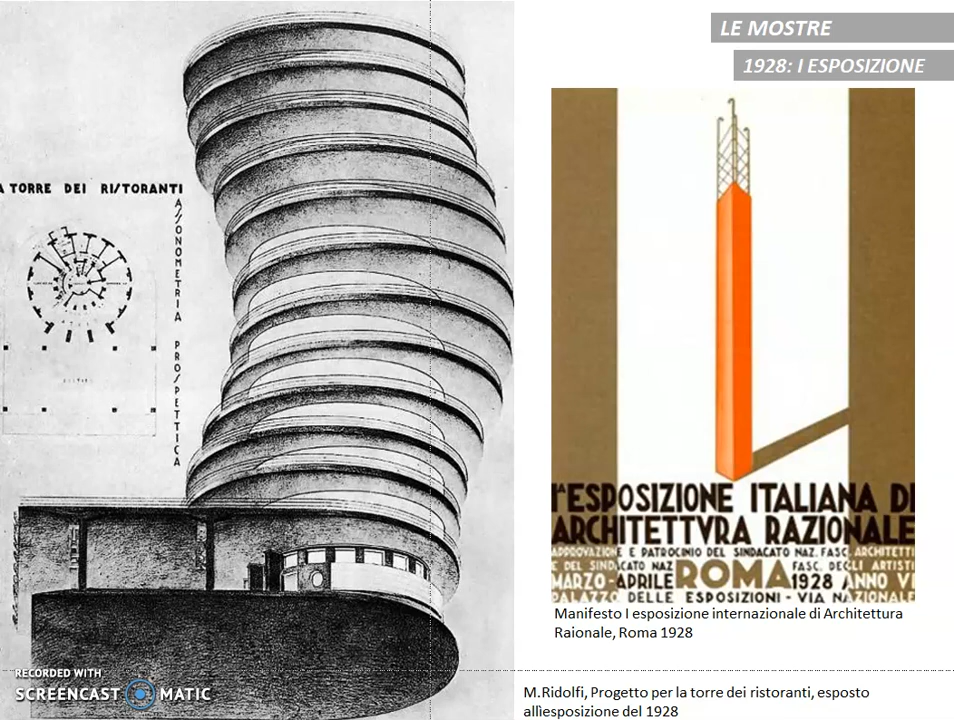 LE MOSTRE
1928: I ESPOSIZIONE
A TORRE DEI RISTORANTI
ASSONOMETRIA PROSPETTICA
Iª ESPOSIZIONE ITALIANA DI
ARCHITETTVRA RAZIONALE
APPROVAZIONE E PATROCINIO DEL SINDACATO NAZ. FASC. ARCHITETTI
E DEL SINDACATO NAZ. FASC. DEGLI ARTISTI
MARZO-APRILE ROMA 1928 ANNO VI
PALAZZO DELLE ESPOSIZIONI - VIA NAZIONALE
Manifesto I esposizione internazionale di Architettura
Raionale, Roma 1928
RECORDED WITH
SCREENCAST MATIC
M.Ridolfi, Progetto per la torre dei ristoranti, esposto
allìesposizione del 1928